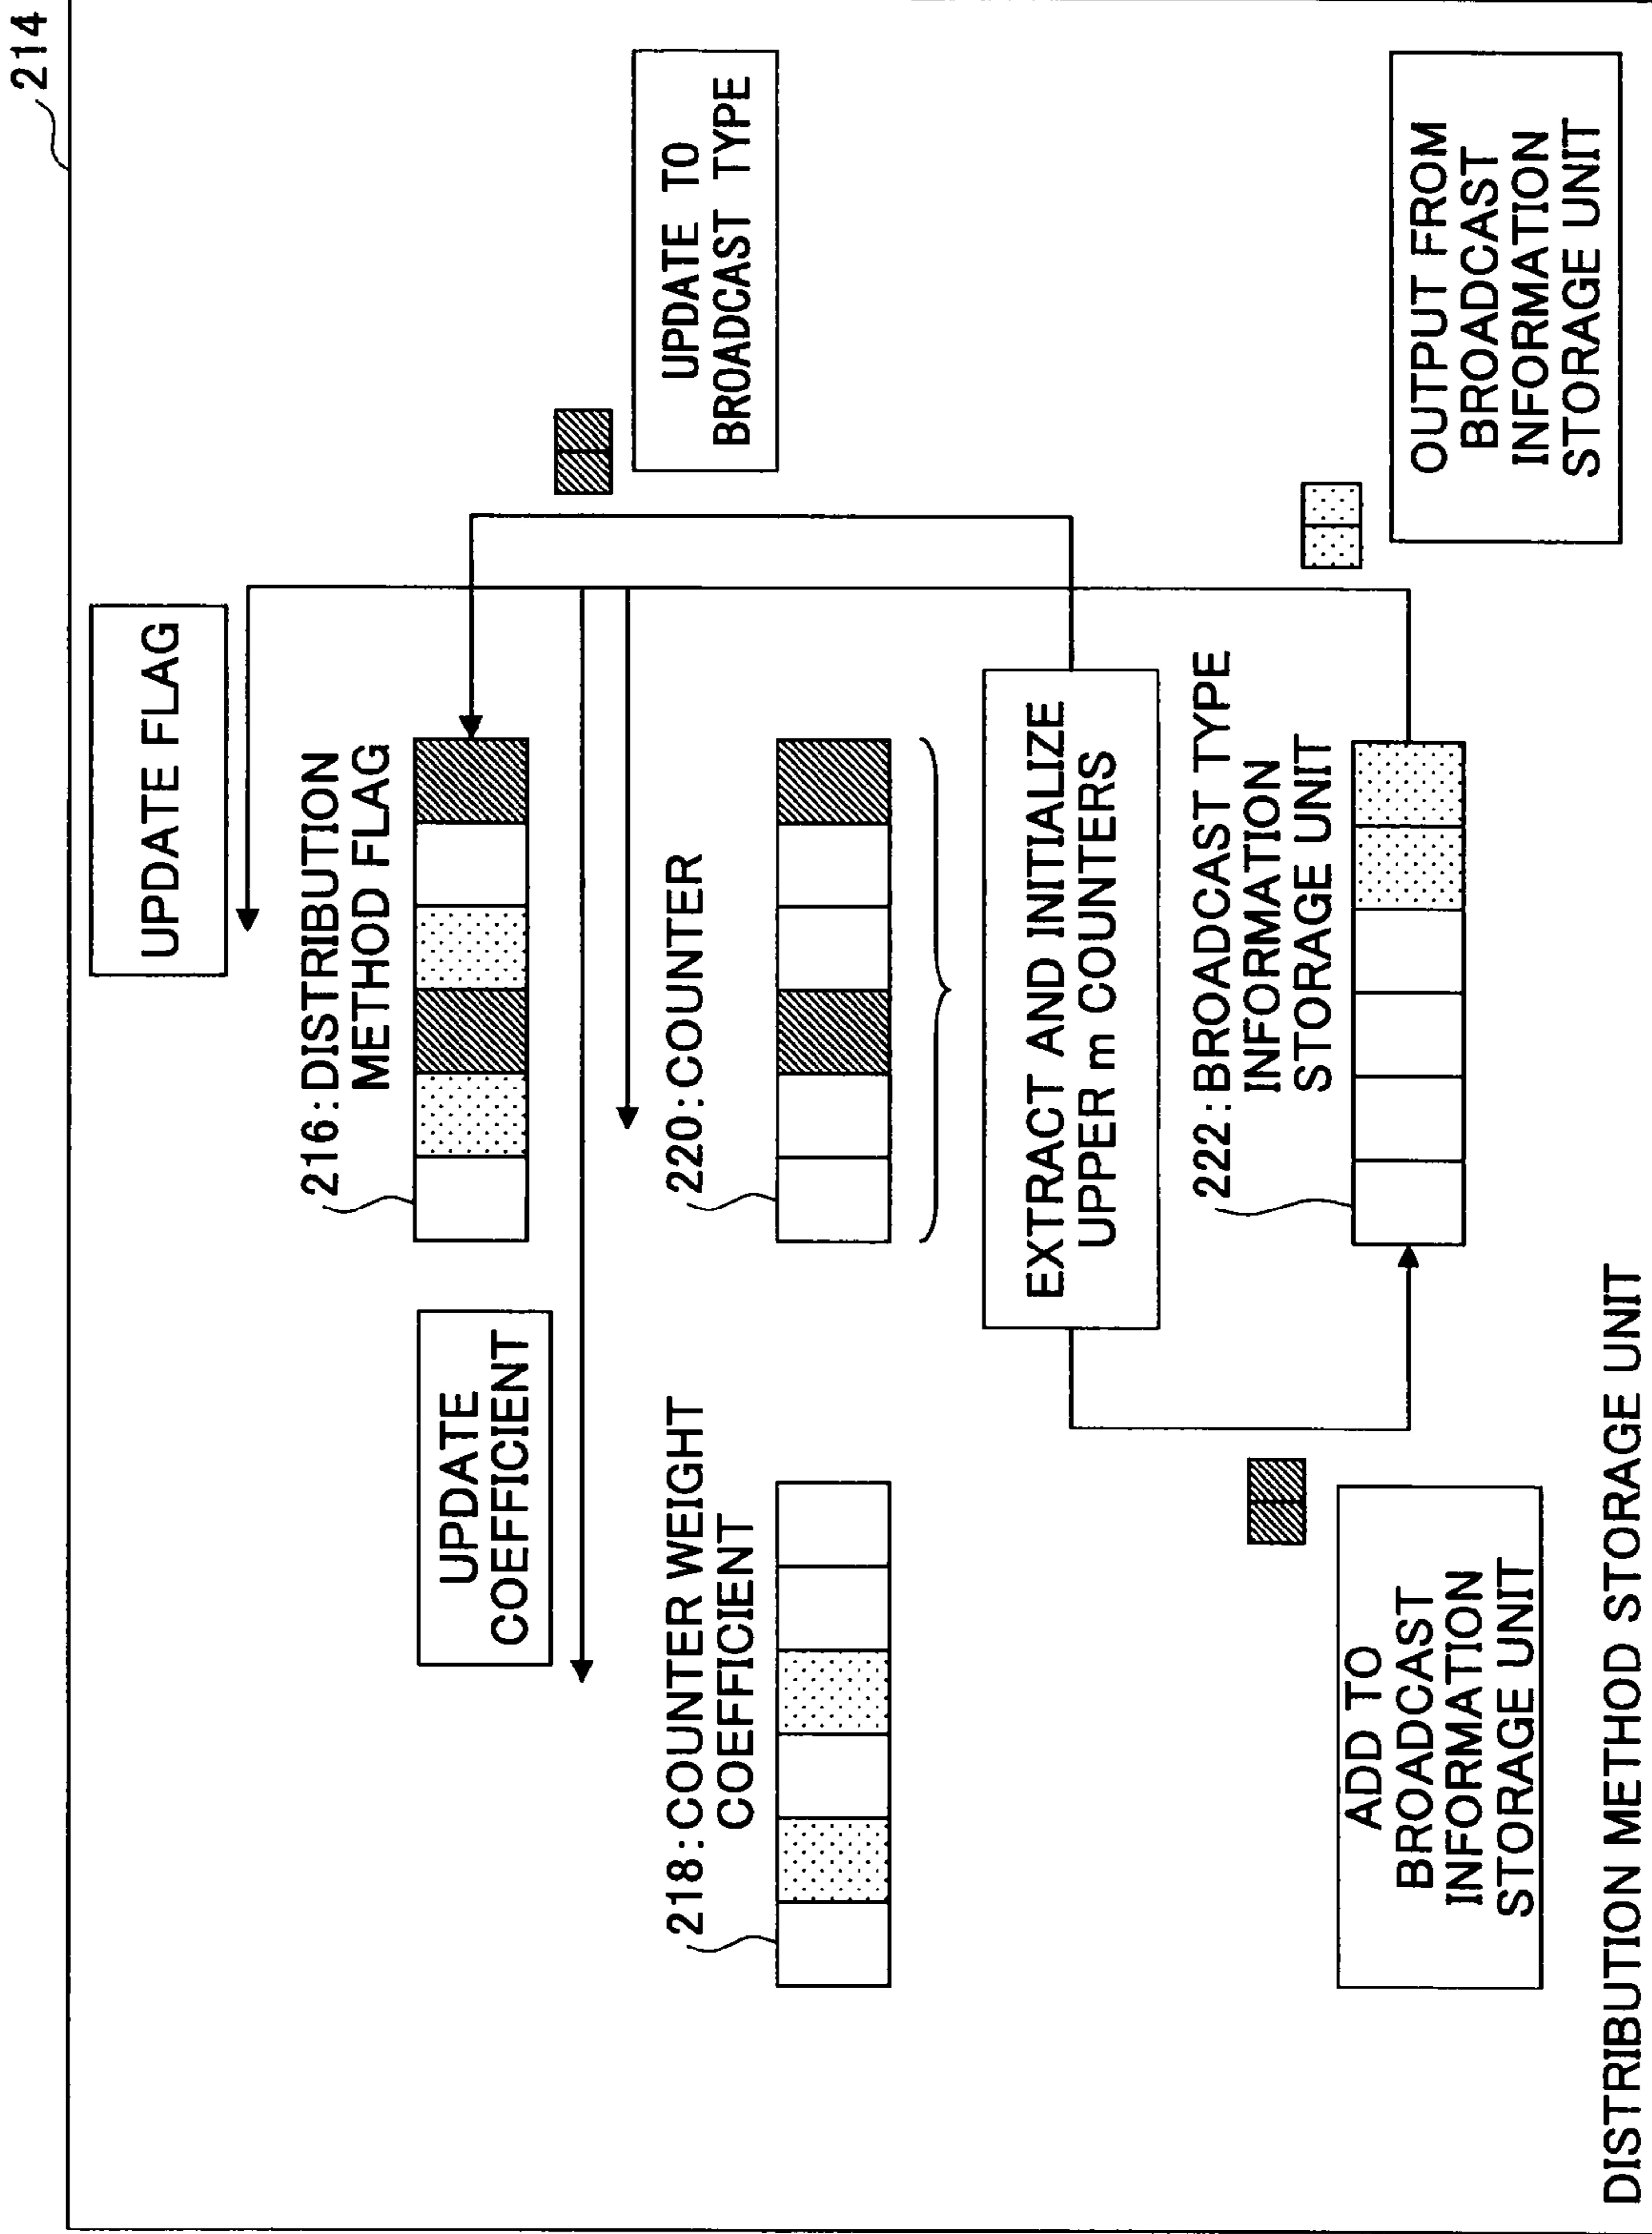 214
UPDATE FLAG
216:DISTRIBUTION
METHOD FLAG
UPDATE TO
BROADCAST TYPE
UPDATE
COEFFICIENT
218:COUNTER WEIGHT
COEFFICIENT
220:COUNTER
EXTRACT AND INITIALIZE
UPPER m COUNTERS
222:BROADCAST TYPE
INFORMATION
STORAGE UNIT
ADD TO
BROADCAST
INFORMATION
STORAGE UNIT
OUTPUT FROM
BROADCAST
INFORMATION
STORAGE UNIT
DISTRIBUTION METHOD STORAGE UNIT